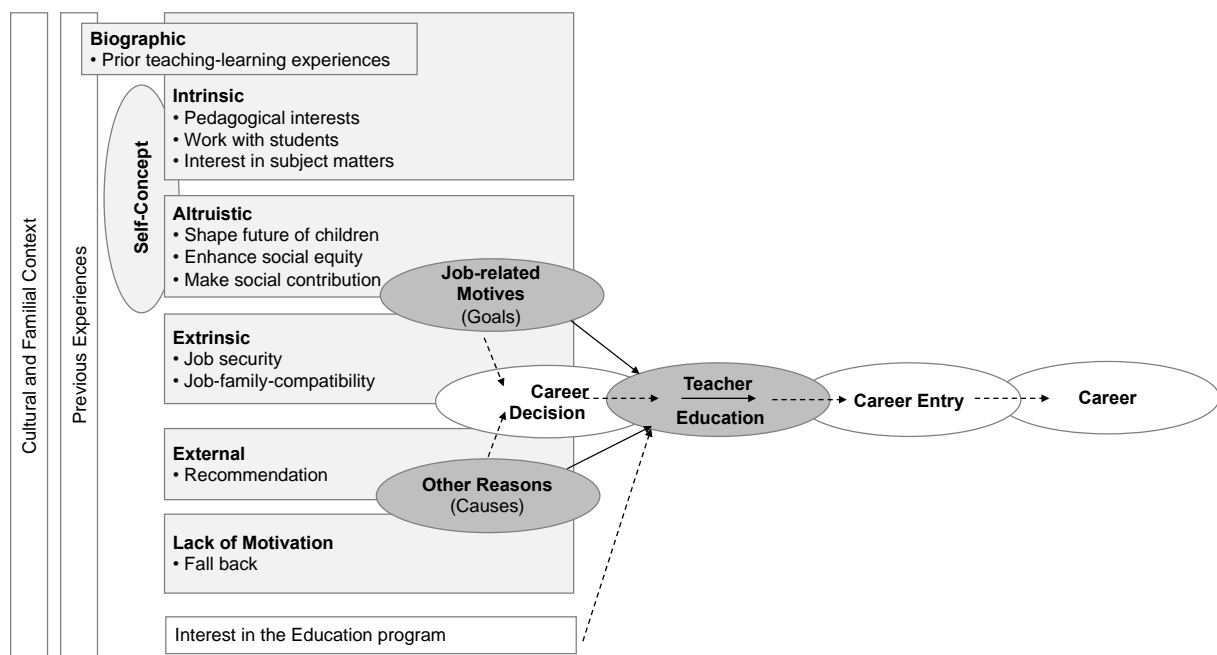 Cultural and Familial Context
Previous Experiences
Biographic
• Prior teaching-learning experiences
Self-Concept
Intrinsic
• Pedagogical interests
• Work with students
• Interest in subject matters
Altruistic
• Shape future of children
• Enhance social equity
• Make social contribution
Job-related
Motives
(Goals)
Extrinsic
• Job security
• Job-family-compatibility
Career
Decision
Teacher
Education
Career Entry
Career
External
• Recommendation
Other Reasons
(Causes)
Lack of Motivation
• Fall back
Interest in the Education program